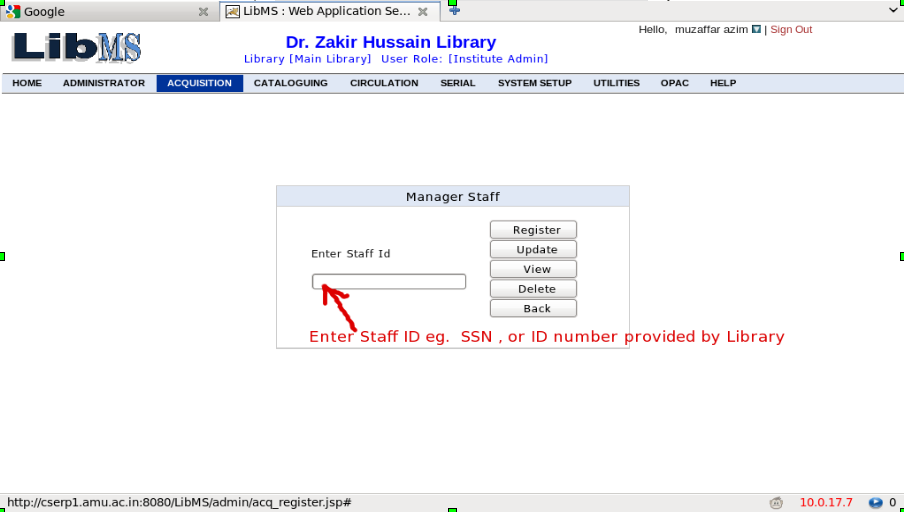 Google
LibMS : Web Application Se...
Hello, muzaffar azim | Sign Out
LibMS
Dr. Zakir Hussain Library
Library [Main Library] User Role: [Institute Admin]
HOME ADMINISTRATOR ACQUISITION CATALOGUING CIRCULATION SERIAL SYSTEM SETUP UTILITIES OPAC HELP
Manager Staff
Register
Enter Staff Id
Update
View
Delete
Back
Enter Staff ID eg. SSN , or ID number provided by Library
http://cserp1.amu.ac.in:8080/LibMS/admin/acq_register.jsp# 10.0.17.7 0